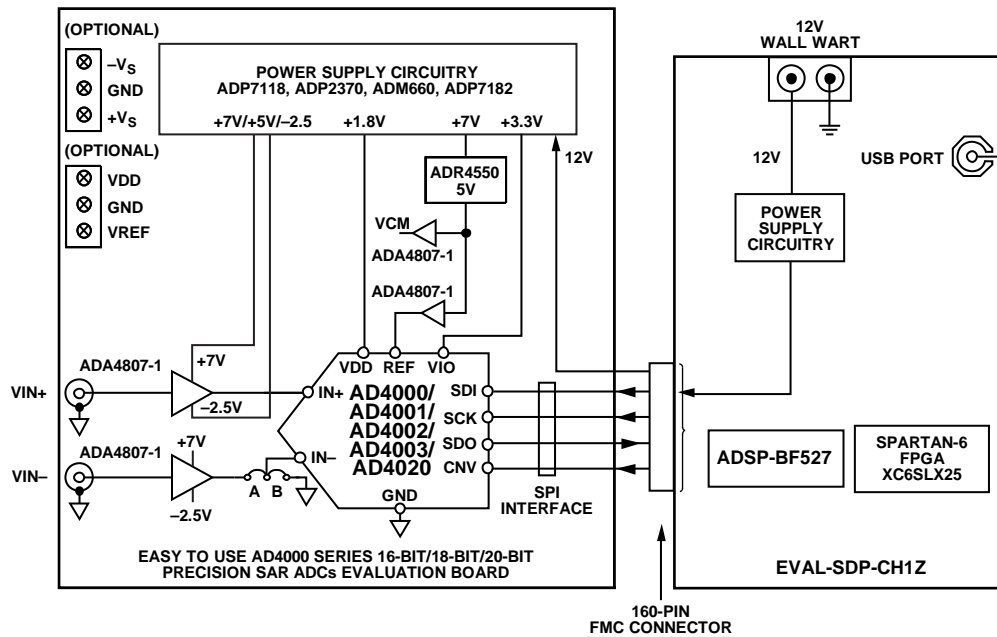 (OPTIONAL)
–VS
GND
+VS
(OPTIONAL)
VDD
GND
VREF
POWER SUPPLY CIRCUITRY
ADP7118, ADP2370, ADM660, ADP7182
+7V/+5V/–2.5
+1.8V
+7V
+3.3V
12V
ADR4550
5V
VCM
ADA4807-1
ADA4807-1
VIN+
ADA4807-1
+7V
–2.5V
VIN–
ADA4807-1
+7V
–2.5V
A
B
VDD
REF
VIO
IN+
IN–
AD4000/
AD4001/
AD4002/
AD4003/
AD4020
SDI
SCK
SDO
CNV
GND
SPI
INTERFACE
EASY TO USE AD4000 SERIES 16-BIT/18-BIT/20-BIT
PRECISION SAR ADCs EVALUATION BOARD
12V
WALL WART
12V
USB PORT
POWER
SUPPLY
CIRCUITRY
ADSP-BF527
SPARTAN-6
FPGA
XC6SLX25
EVAL-SDP-CH1Z
160-PIN
FMC CONNECTOR